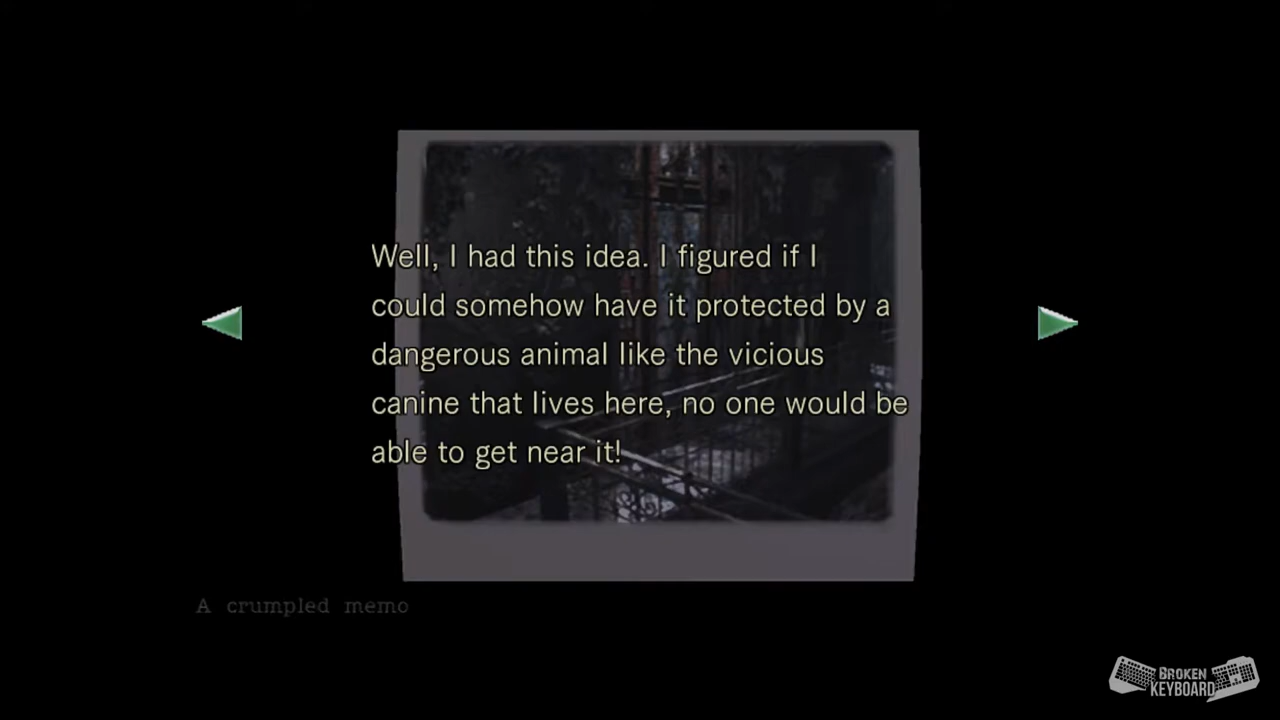 Well, I had this idea. I figured if I
could somehow have it protected by a
dangerous animal like the vicious
canine that lives here, no one would be
able to get near it!
A crumpled memo
BROKEN
KEYBOARD